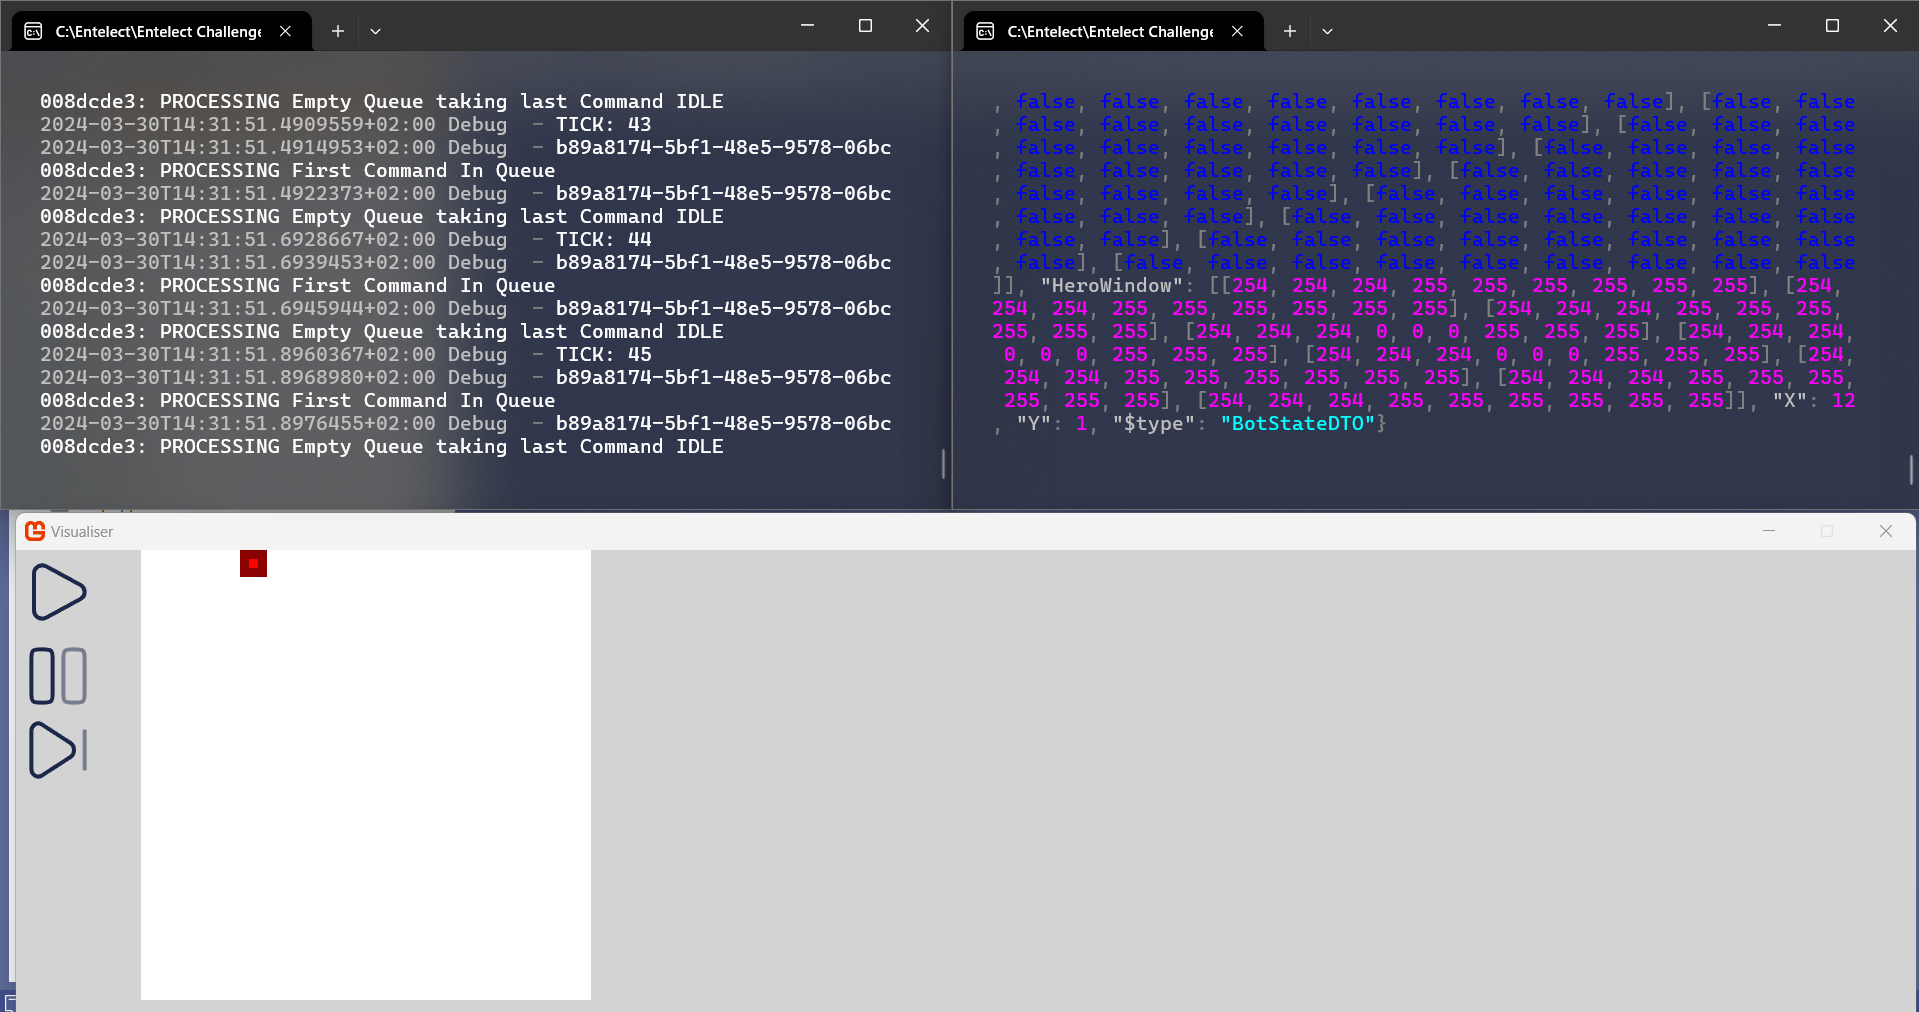 C:\Entelect\Entelect Challenge
008dcde3: PROCESSING Empty Queue taking last Command IDLE
2024-03-30T14:31:51.4909559+02:00 Debug - TICK: 43
2024-03-30T14:31:51.4914953+02:00 Debug - b89a8174-5bf1-48e5-9578-06bc
008dcde3: PROCESSING First Command In Queue
2024-03-30T14:31:51.4922373+02:00 Debug - b89a8174-5bf1-48e5-9578-06bc
008dcde3: PROCESSING Empty Queue taking last Command IDLE
2024-03-30T14:31:51.6928667+02:00 Debug - TICK: 44
2024-03-30T14:31:51.6939453+02:00 Debug - b89a8174-5bf1-48e5-9578-06bc
008dcde3: PROCESSING First Command In Queue
2024-03-30T14:31:51.6945944+02:00 Debug - b89a8174-5bf1-48e5-9578-06bc
008dcde3: PROCESSING Empty Queue taking last Command IDLE
2024-03-30T14:31:51.8960367+02:00 Debug - TICK: 45
2024-03-30T14:31:51.8968980+02:00 Debug - b89a8174-5bf1-48e5-9578-06bc
008dcde3: PROCESSING First Command In Queue
2024-03-30T14:31:51.8976455+02:00 Debug - b89a8174-5bf1-48e5-9578-06bc
008dcde3: PROCESSING Empty Queue taking last Command IDLE
C:\Entelect\Entelect Challenge
, false, false, false, false, false, false, false, false], [false, false
, false, false, false, false, false, false, false], [false, false, false
, false, false, false, false, false, false], [false, false, false, false
, false, false, false, false, false], [false, false, false, false, false
, false, false, false, false], [false, false, false, false, false, false
, false, false, false], [false, false, false, false, false, false, false
, false, false], [false, false, false, false, false, false, false, false
, false], [false, false, false, false, false, false, false, false, false
]], "HeroWindow": [[254, 254, 254, 255, 255, 255, 255, 255, 255], [254,
254, 254, 255, 255, 255, 255, 255, 255], [254, 254, 254, 255, 255, 255,
255, 255, 255], [254, 254, 254, 0, 0, 0, 255, 255, 255], [254, 254, 254,
0, 0, 0, 255, 255, 255], [254, 254, 254, 0, 0, 0, 255, 255, 255], [254,
254, 254, 255, 255, 255, 255, 255, 255], [254, 254, 254, 255, 255, 255,
255, 255, 255], [254, 254, 254, 255, 255, 255, 255, 255, 255]], "X": 12
, "Y": 1, "$type": "BotStateDTO"}
Visualiser